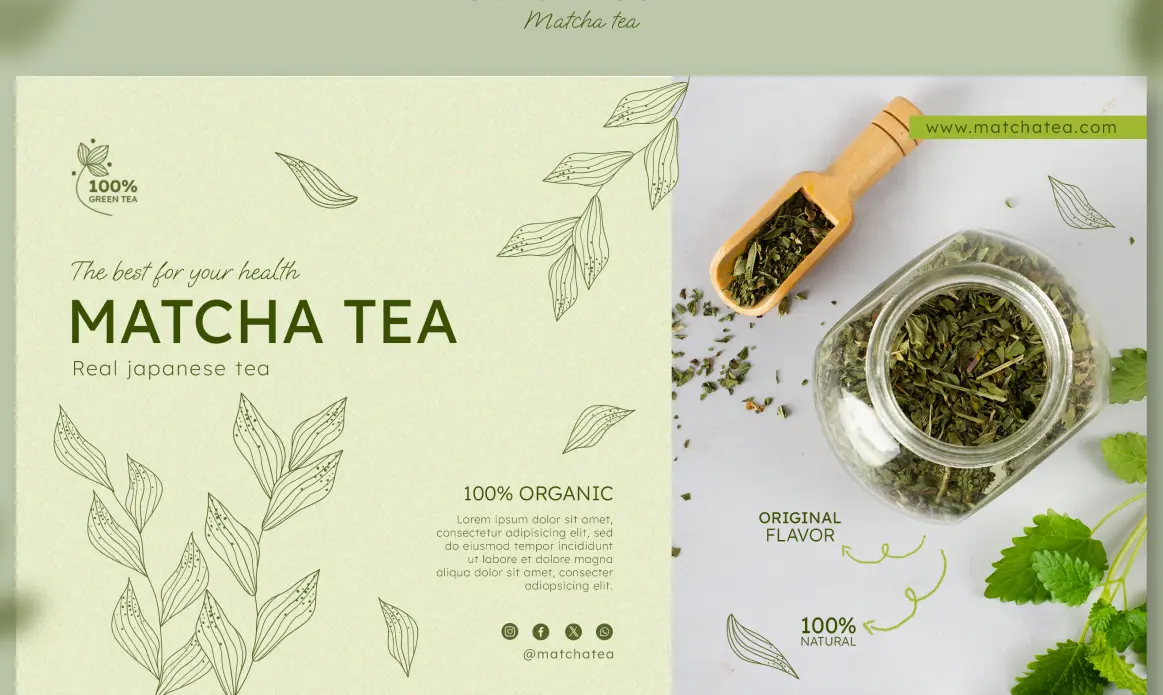 Matcha tea
www.matchatea.com
100%
GREEN TEA
The best for your health
MATCHA TEA
Real japanese tea
100% ORGANIC
Lorem ipsum dolor sit amet,
consectetur adipisicing elit, sed
do eiusmod tempor incididunt
ut labore et dolore magna
aliqua dolor sit amet, consecter
adiopsicing elit.
@matchatea
ORIGINAL
FLAVOR
100%
NATURAL